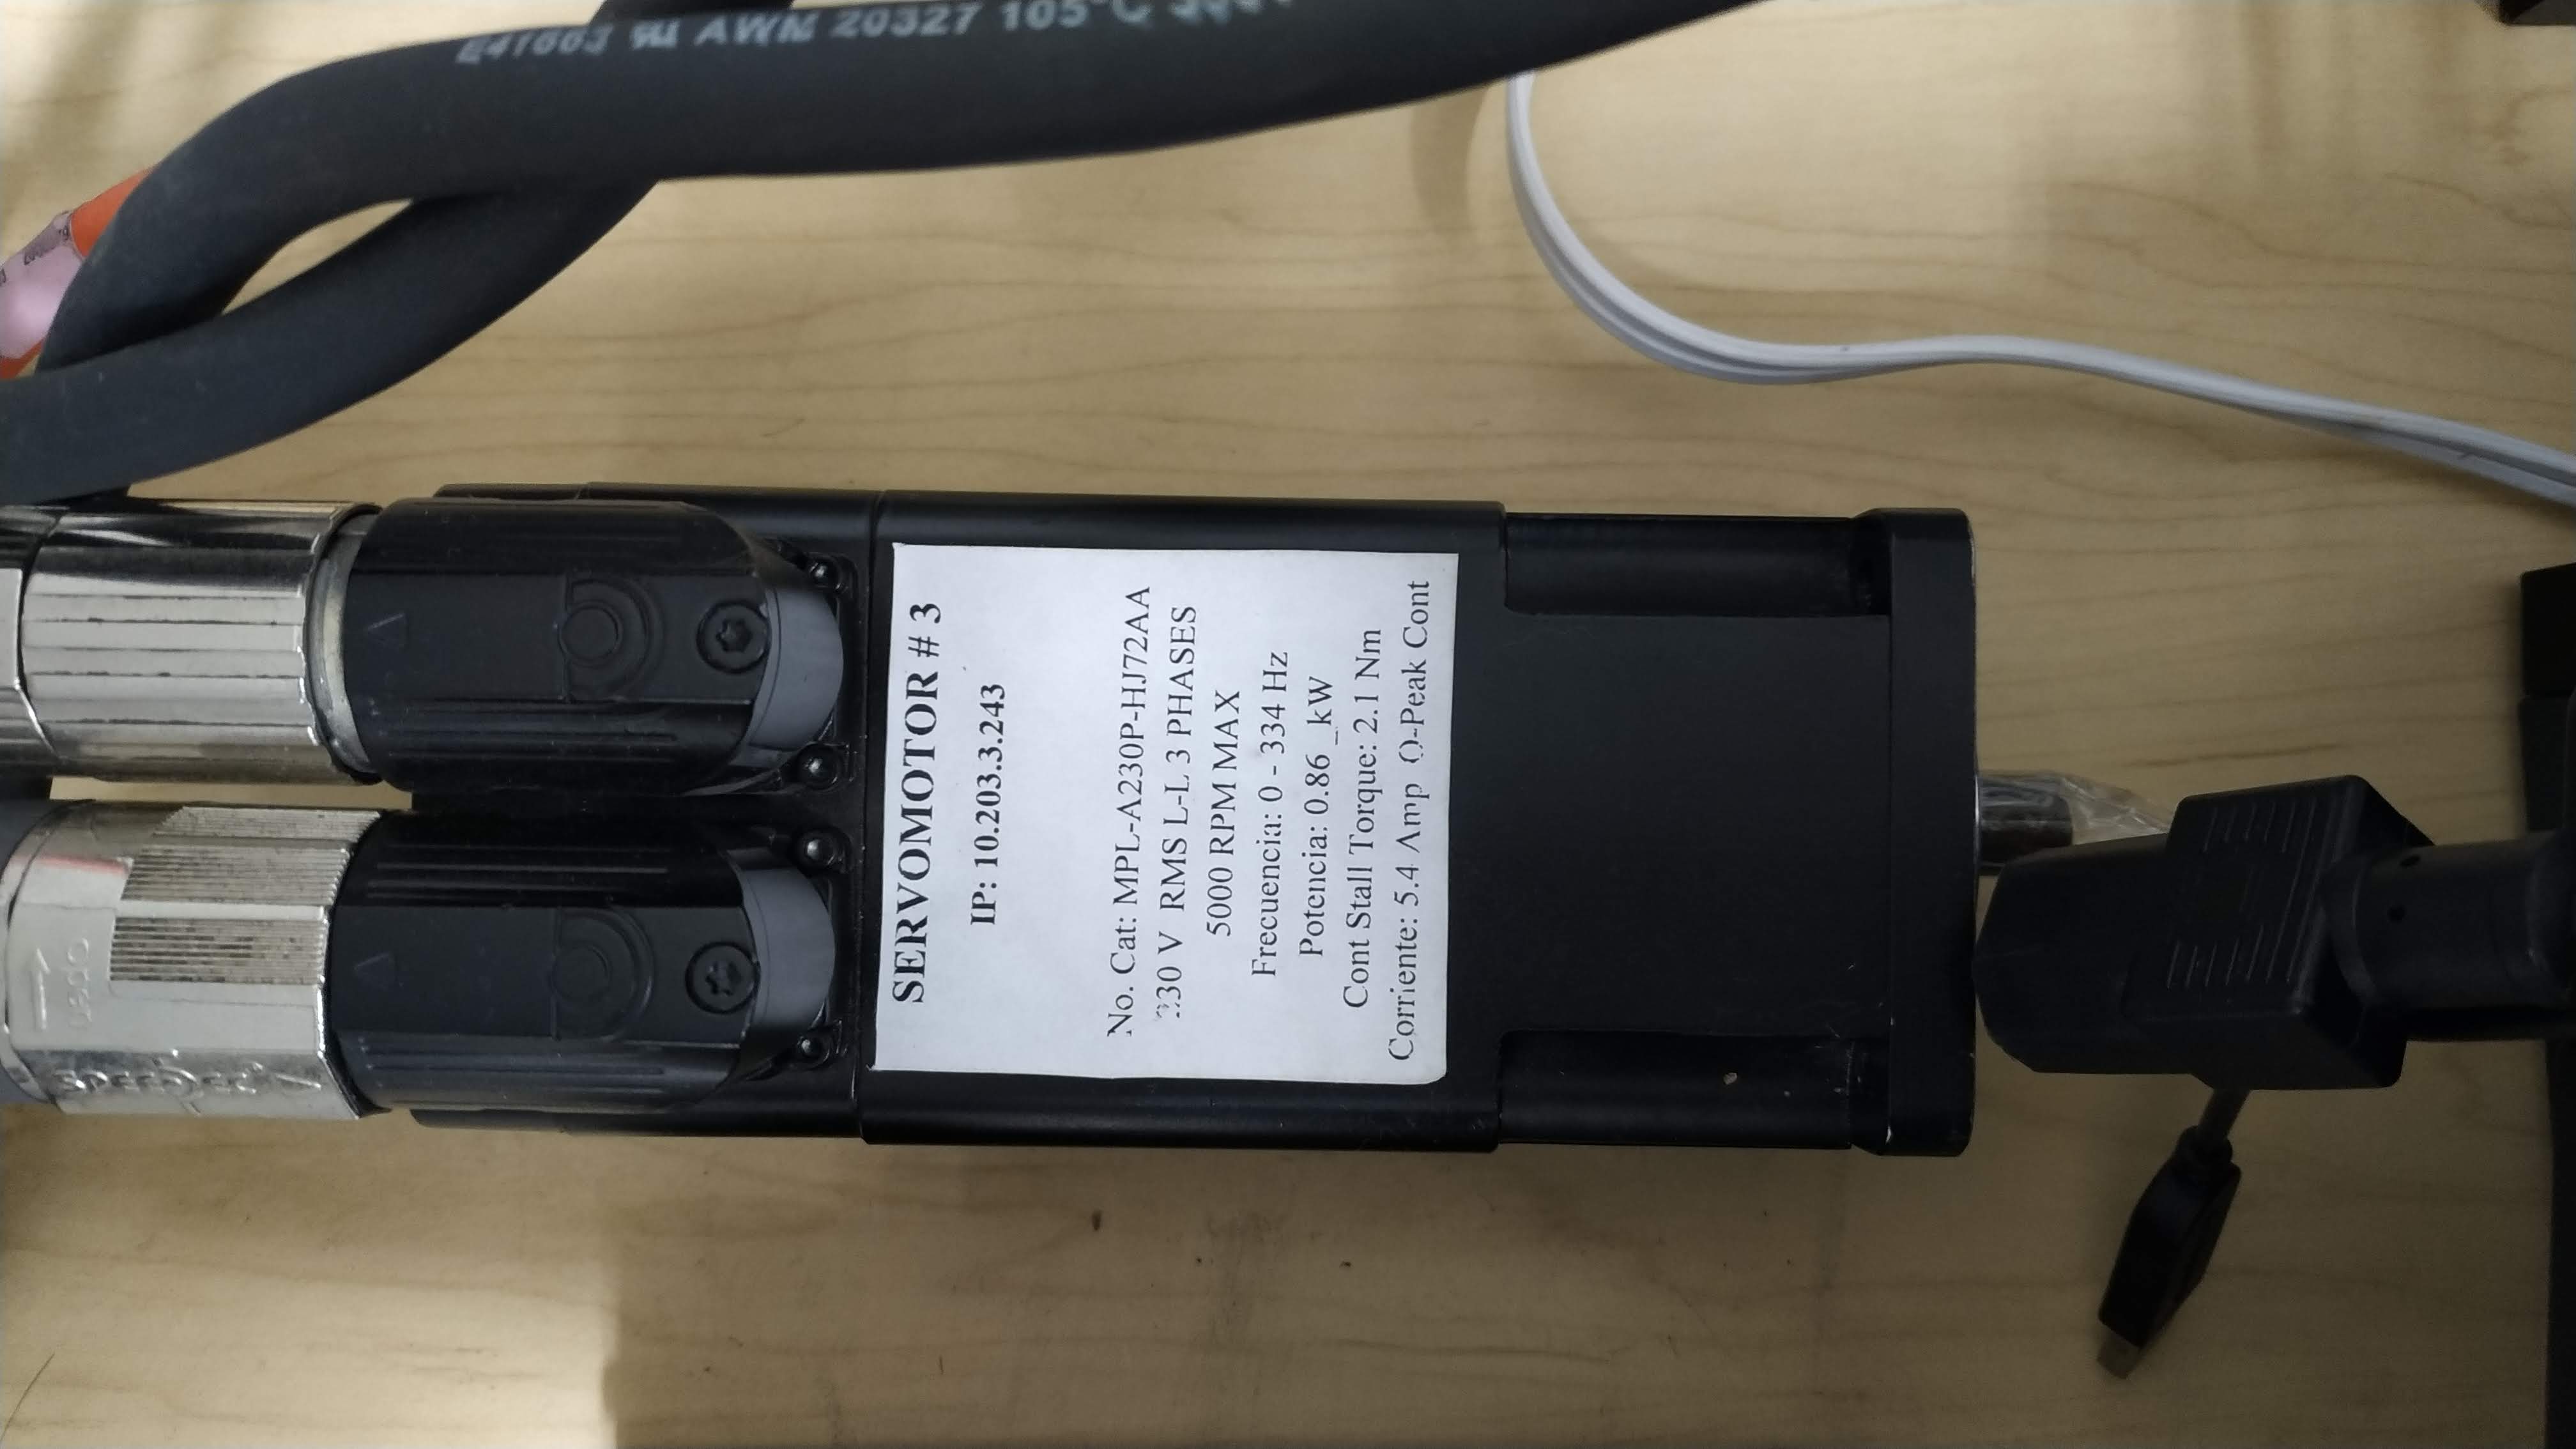 open
SpeedTec
SERVOMOTOR # 3
IP: 10.203.3.243
No. Cat: MPL-A230P-HJ72AA
230 V RMS L-L 3 PHASES
5000 RPM MAX
Frecuencia: 0 - 334 Hz
Potencia: 0.86 _kW
Cont Stall Torque: 2.1 Nm
Corriente: 5.4 Amp O-Peak Cont
AWM 20327 105°C